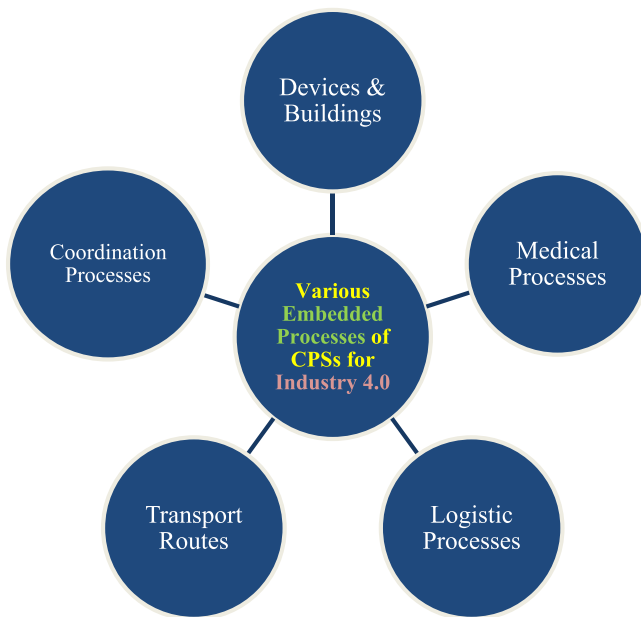 Devices &
Buildings
Coordination
Processes
Medical
Processes
Various
Embedded
Processes of
CPSs for
Industry 4.0
Transport
Routes
Logistic
Processes